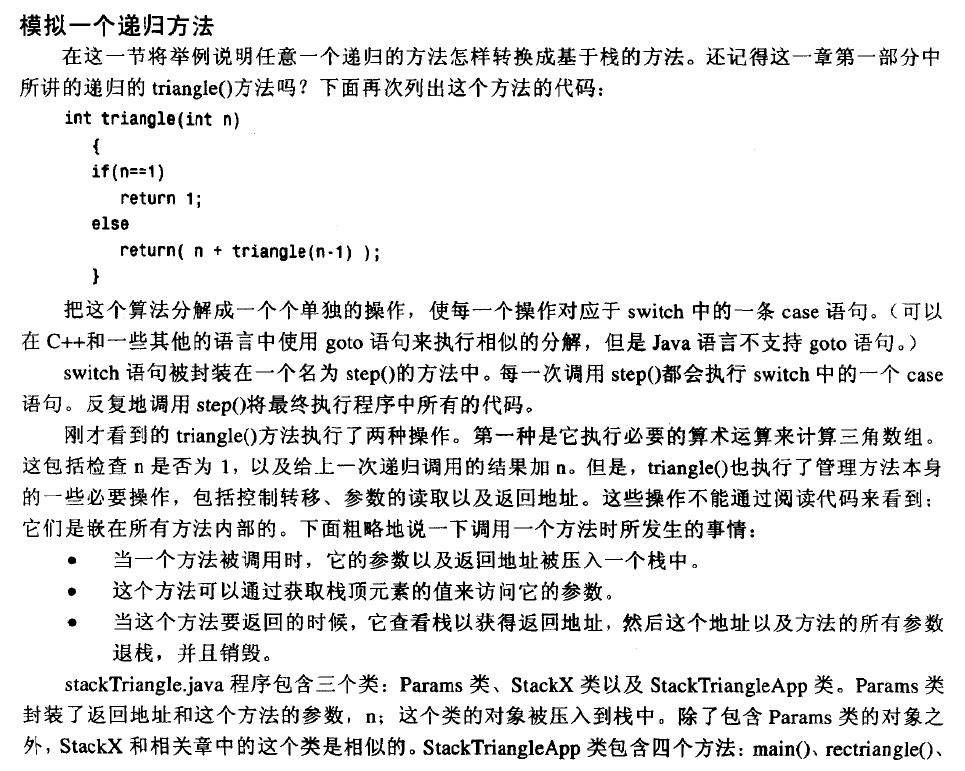 模拟一个递归方法
在这一节将举例说明任意一个递归的方法怎样转换成基于栈的方法。还记得这一章第一部分中
所讲的递归的 triangle()方法吗？下面再次列出这个方法的代码：
int triangle(int n)
{
if(n==1)
return 1;
else
return( n + triangle(n-1) );
}
把这个算法分解成一个个单独的操作，使每一个操作对应于 switch 中的一条 case 语句。（可以
在 C++和一些其他的语言中使用 goto 语句来执行相似的分解，但是 Java 语言不支持 goto 语句。）
switch 语句被封装在一个名为 step()的方法中。每一次调用 step()都会执行 switch 中的一个 case
语句。反复地调用 step()将最终执行程序中所有的代码。
刚才看到的 triangle()方法执行了两种操作。第一种是它执行必要的算术运算来计算三角数组。
这包括检查 n 是否为 1，以及给上一次递归调用的结果加 n。但是，triangle()也执行了管理方法本身
的一些必要操作，包括控制转移、参数的读取以及返回地址。这些操作不能通过阅读代码来看到；
它们是嵌在所有方法内部的。下面粗略地说一下调用一个方法时所发生的事情：
• 当一个方法被调用时，它的参数以及返回地址被压入一个栈中。
• 这个方法可以通过获取栈顶元素的值来访问它的参数。
• 当这个方法要返回的时候，它查看栈以获得返回地址，然后这个地址以及方法的所有参数
退栈，并且销毁。
stackTriangle.java 程序包含三个类：Params 类、StackX 类以及 StackTriangleApp 类。Params 类
封装了返回地址和这个方法的参数，n；这个类的对象被压入到栈中。除了包含 Params 类的对象之
外，StackX 和相关章中的这个类是相似的。StackTriangleApp 类包含四个方法：main()、rectriangle()、